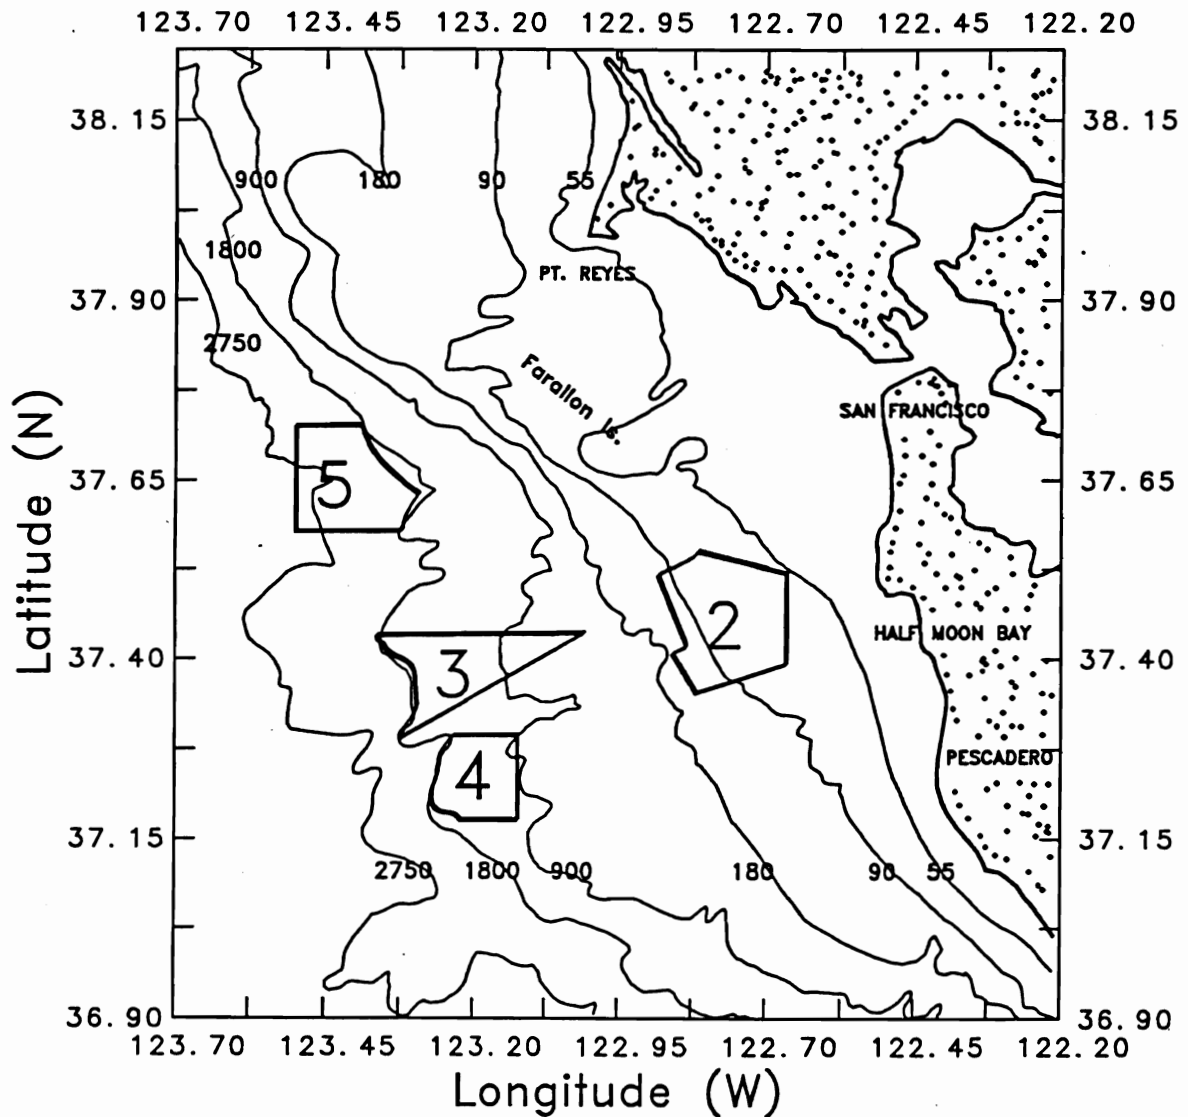 123.70 123.45 123.20 122.95 122.70 122.45 122.20
38.15 38.15
900 180 90 55
1800
PT. REYES
37.90 37.90
2750
Farallon Is.
SAN FRANCISCO
37.65 5 37.65
2
HALF MOON BAY
37.40 3 37.40
PESCADERO
4
37.15 37.15
2750 1800 900 180 90 55
36.90 36.90
123.70 123.45 123.20 122.95 122.70 122.45 122.20
Longitude (W)
Latitude (N)